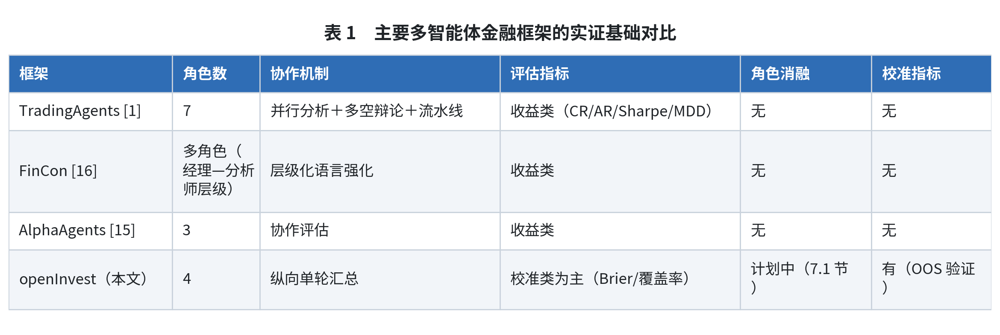 表 1　主要多智能体金融框架的实证基础对比
框架 角色数 协作机制 评估指标 角色消融 校准指标
TradingAgents [1] 7 并行分析＋多空辩论＋流水线 收益类（CR/AR/Sharpe/MDD） 无 无
多角色（
FinCon [16] 经理—分析 层级化语言强化 收益类 无 无
师层级）
AlphaAgents [15] 3 协作评估 收益类 无 无
openInvest（本文） 4 纵向单轮汇总 校准类为主（Brier/覆盖率） 计划中（7.1 节 有（OOS 验证
） ）